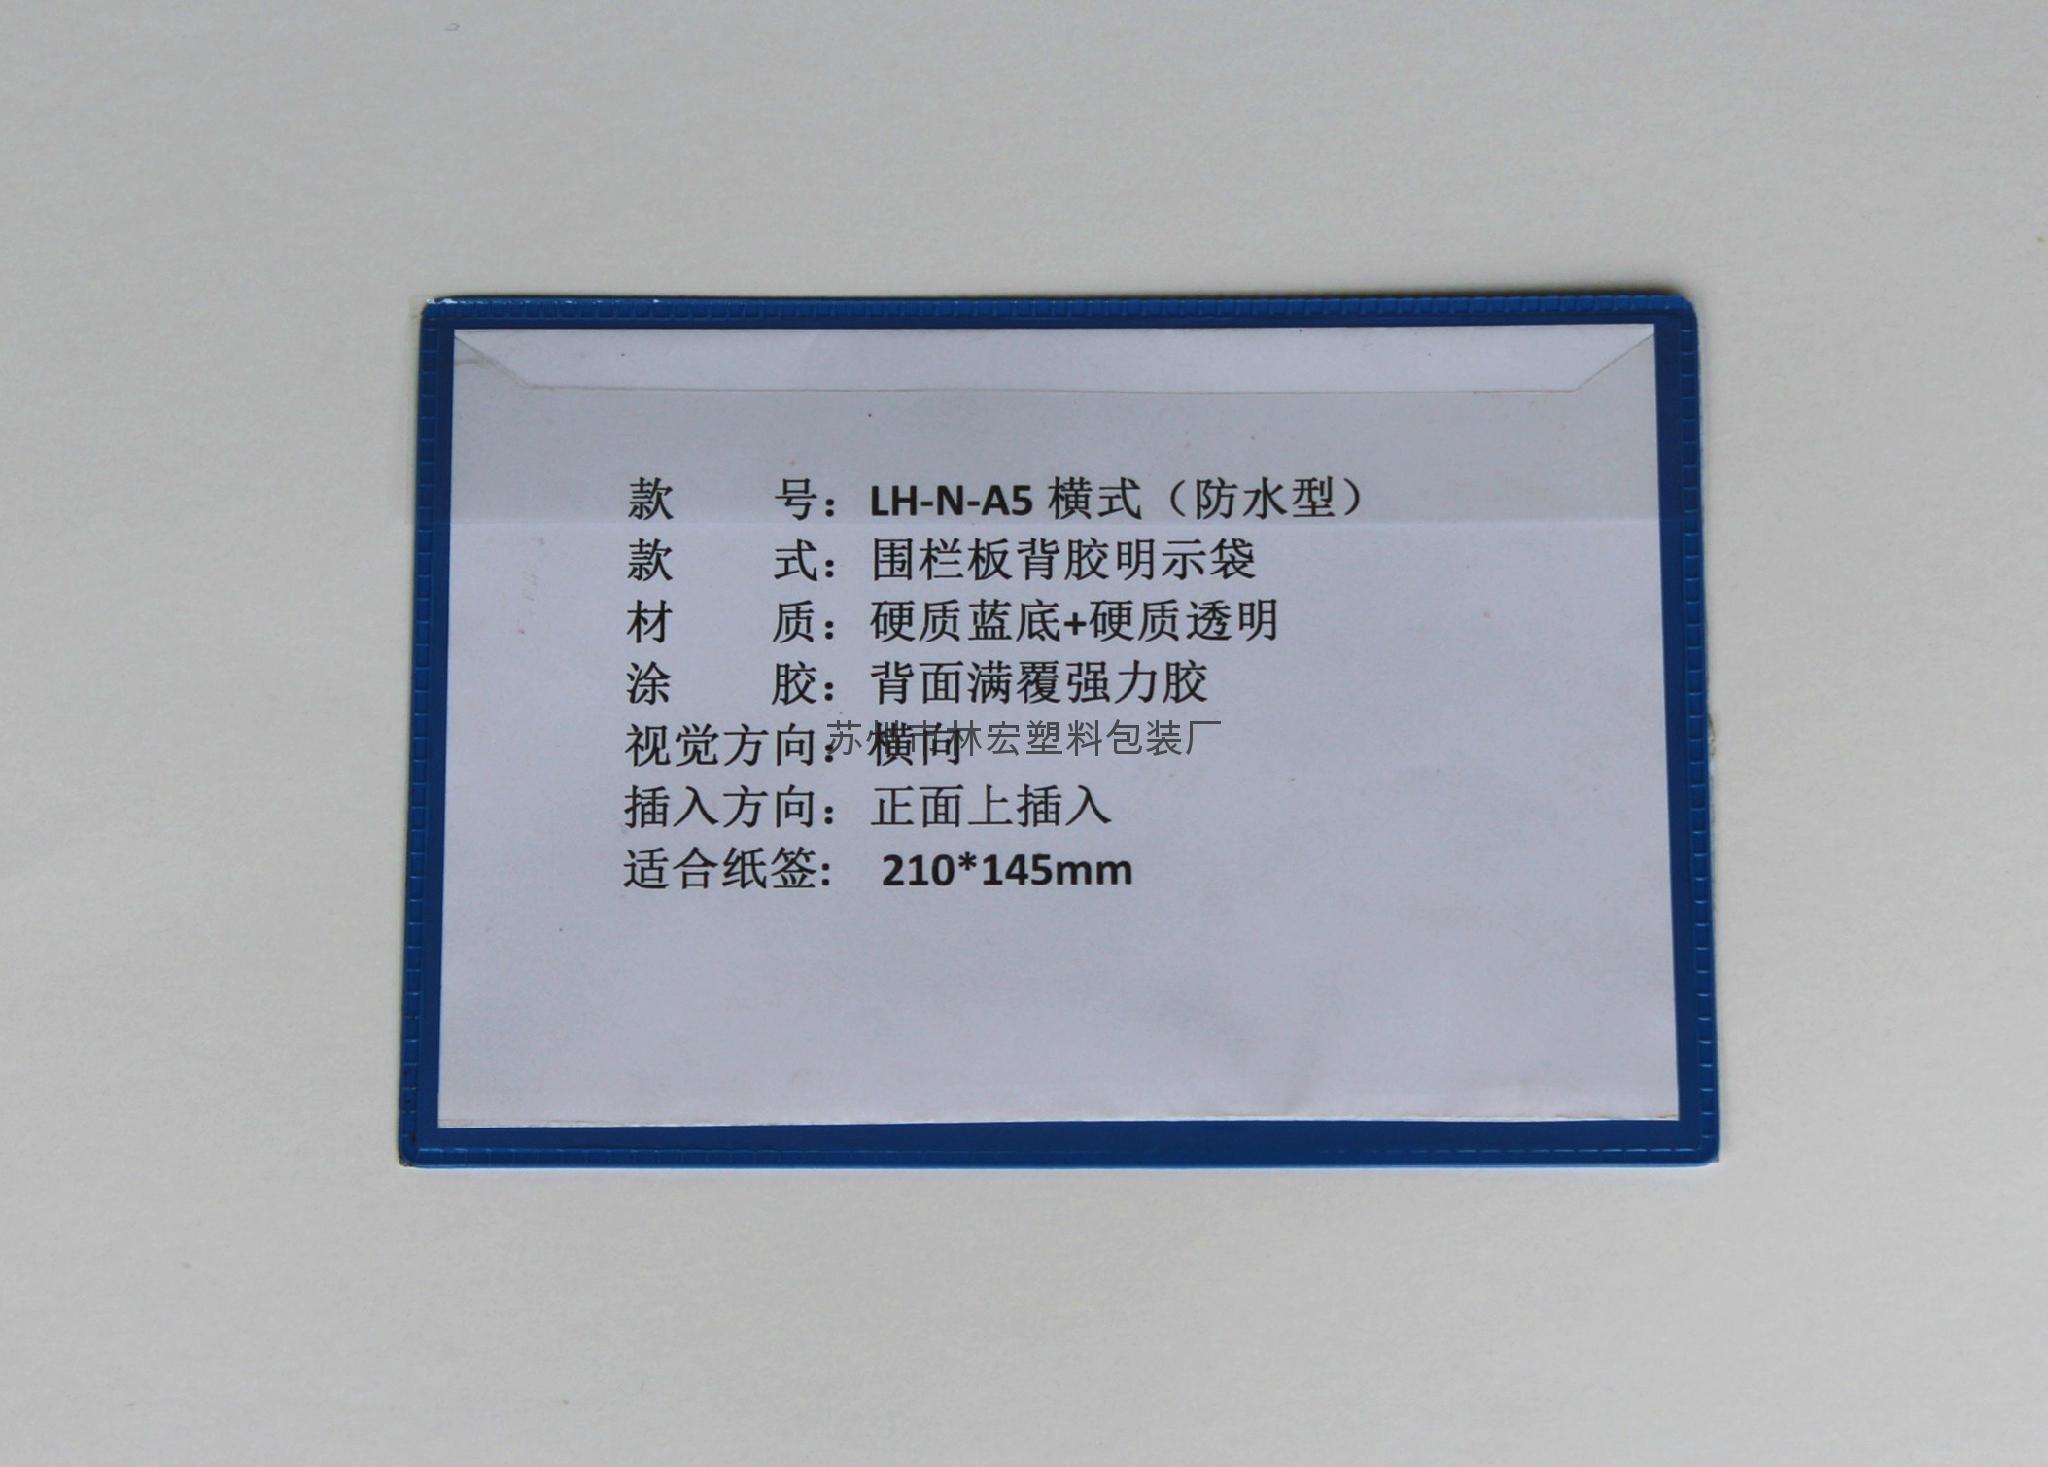 款　　号：LH-N-A5 横式（防水型）
款　　式：围栏板背胶明示袋
材　　质：硬质蓝底+硬质透明
涂　　胶：背面满覆强力胶
视觉方向：横向
苏州市林宏塑料包装厂
插入方向：正面上插入
适合纸签： 210*145mm